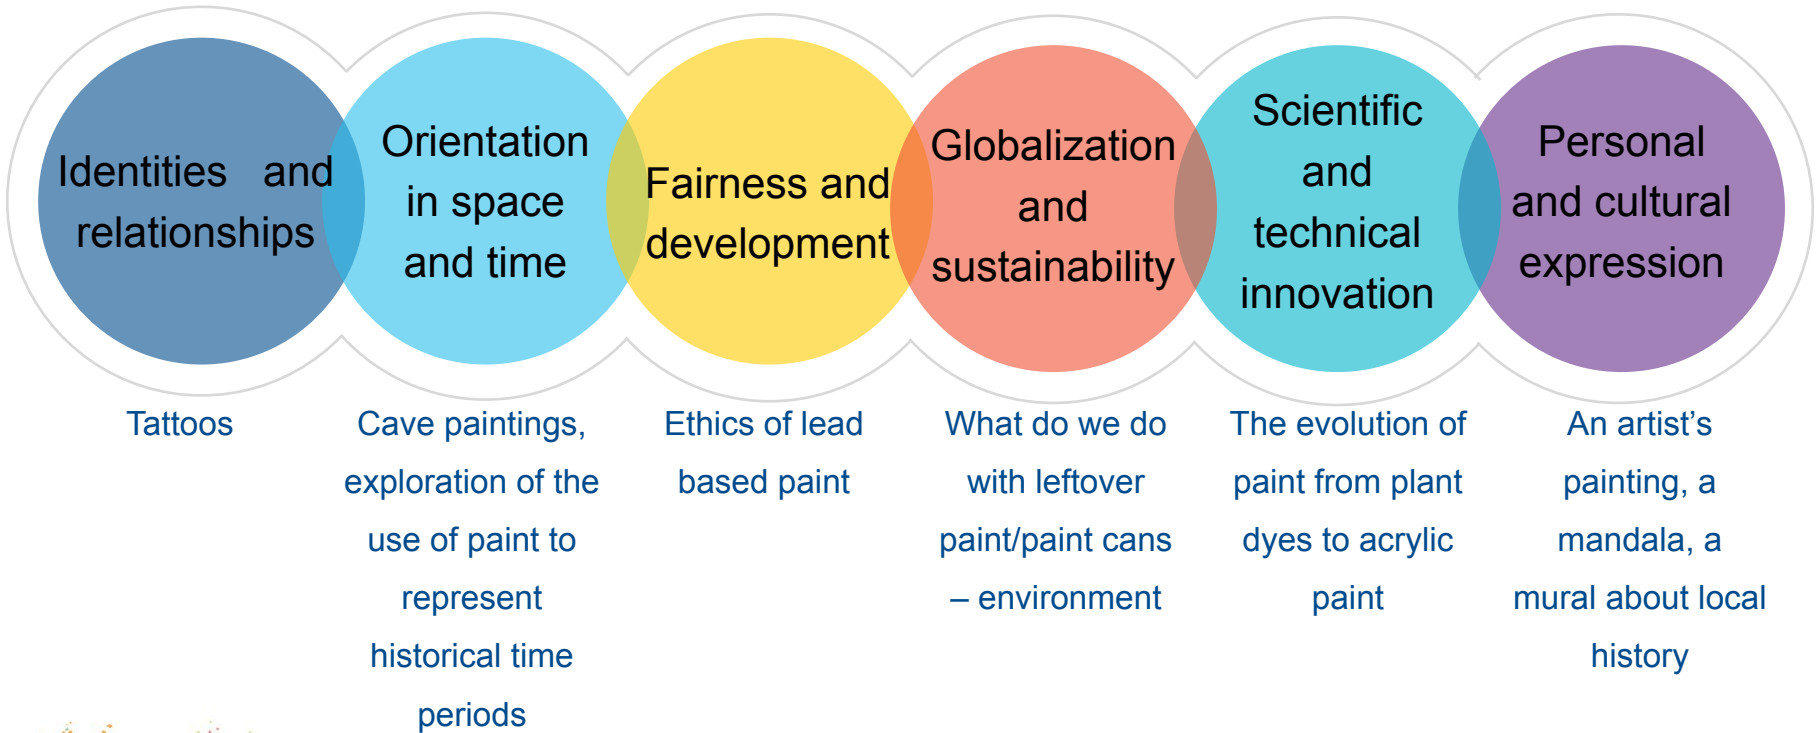 Identities and
relationships
Orientation
in space
and time
Fairness and
development
Globalization
and
sustainability
Scientific
and
technical
innovation
Personal
and cultural
expression
Tattoos
Cave paintings,
exploration of the
use of paint to
represent
historical time
periods
Ethics of lead
based paint
What do we do
with leftover
paint/paint cans
– environment
The evolution of
paint from plant
dyes to acrylic
paint
An artist’s
painting, a
mandala, a
mural about local
history